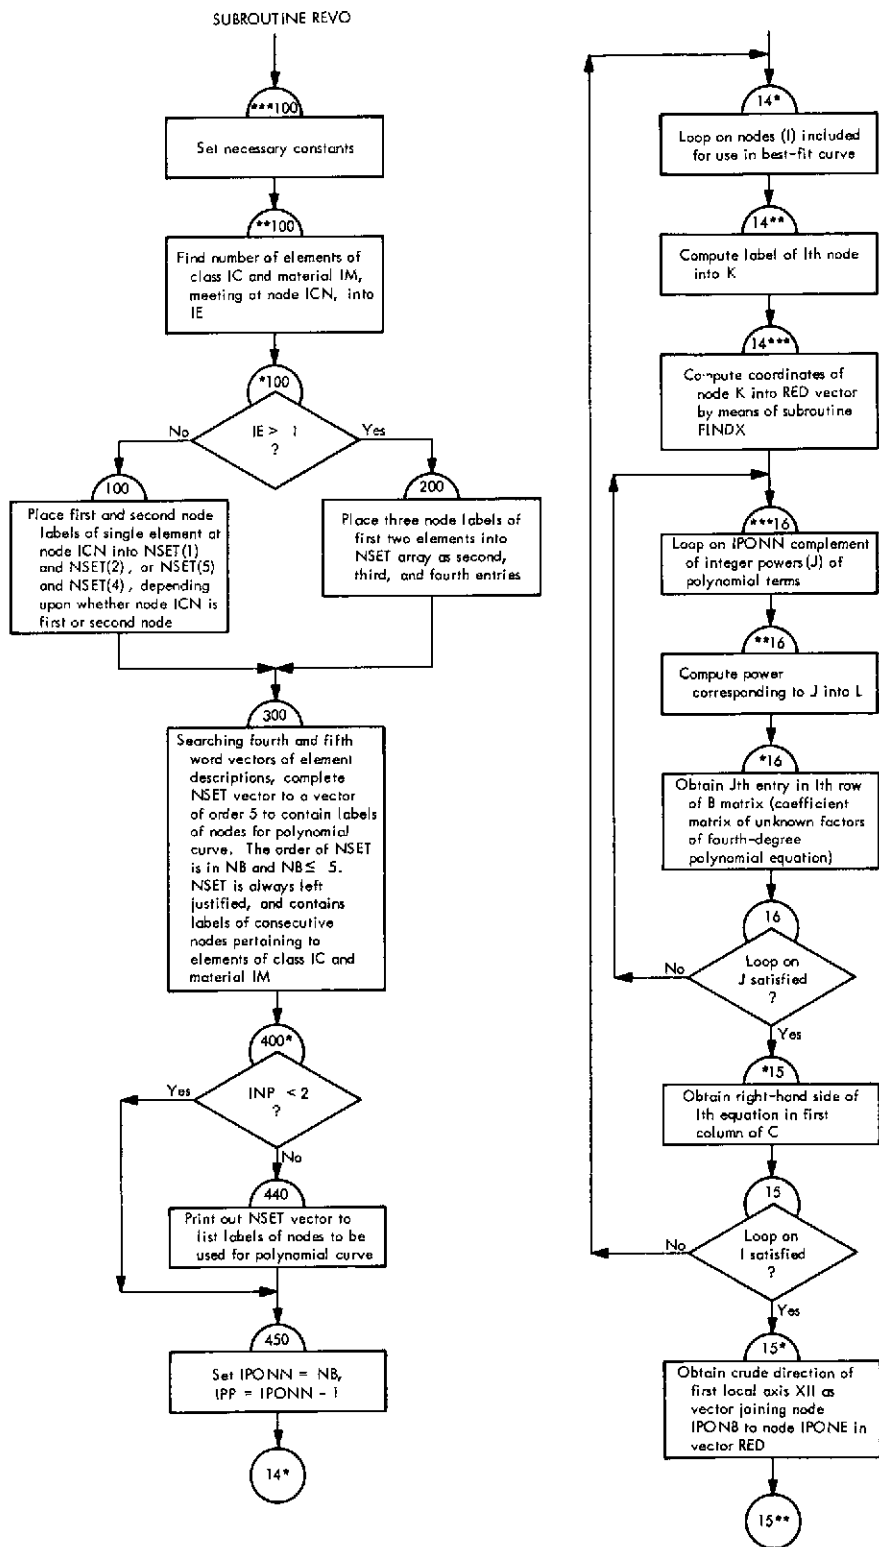 SUBROUTINE REVO
***100
Set necessary constants
**100
Find number of elements of
class IC and material IM,
meeting at node ICN, into
IE
*100
IE > 1
?
No
Yes
100
Place first and second node
labels of single element at
node ICN into NSET(1)
and NSET(2), or NSET(5)
and NSET(4), depending
upon whether node ICN is
first or second node
200
Place three node labels of
first two elements into
NSET array as second,
third, and fourth entries
300
Searching fourth and fifth
word vectors of element
descriptions, complete
NSET vector to a vector
of order 5 to contain labels
of nodes for polynomial
curve. The order of NSET
is in NB and NB ≤ 5.
NSET is always left
justified, and contains
labels of consecutive
nodes pertaining to
elements of class IC and
material IM
400*
INP < 2
?
Yes
No
440
Print out NSET vector to
list labels of nodes to be
used for polynomial curve
450
Set IPONN = NB,
IPP = IPONN - 1
14*
14*
Loop on nodes (I) included
for use in best-fit curve
14**
Compute label of Ith node
into K
14***
Compute coordinates of
node K into RED vector
by means of subroutine
FINDX
***16
Loop on IPONN complement
of integer powers (J) of
polynomial terms
**16
Compute power
corresponding to J into L
*16
Obtain Jth entry in Ith row
of B matrix (coefficient
matrix of unknown factors
of fourth-degree
polynomial equation)
16
Loop on
J satisfied
?
No
Yes
*15
Obtain right-hand side of
Ith equation in first
column of C
15
Loop on
I satisfied
?
No
Yes
15*
Obtain crude direction of
first local axis XII as
vector joining node
IPONB to node IPONE in
vector RED
15**